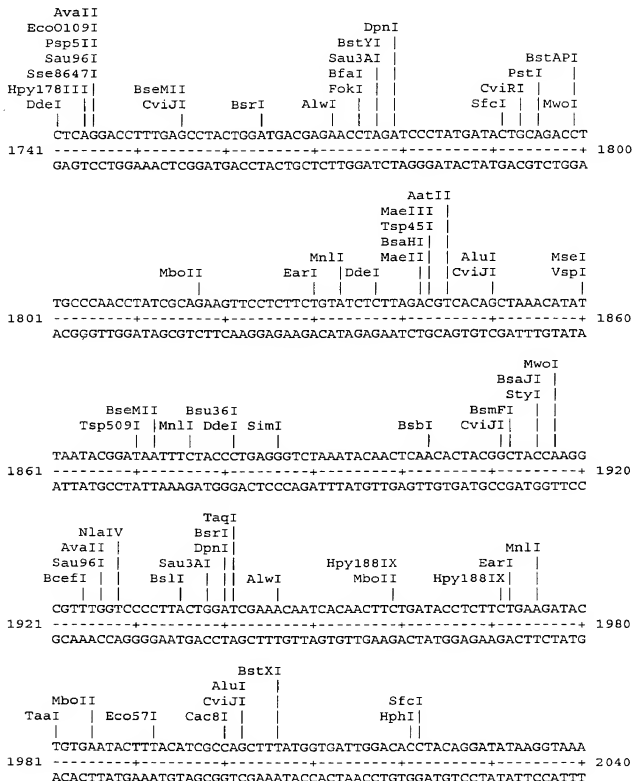 AvaII
EcoO109I
Psp5II
DpnI
Sau96I
BstYI
Sse8647I
Sau3AI
BstAPI
Hpy178III
BseMII
BfaI
PstI
DdeI
CviJI
BsrI
AlwI
FokI
CviRI
SfcI
MwoI
CTCAGGACCTTTGAGCCTACTGGATGACGAGAACCTAGATCCCTATGATACTGCAGACCT
1741 ---------+---------+---------+---------+---------+---------+ 1800
GAGTCCTGGAAACTCGGATGACCTACTGCTCTTGGATCTAGGGATACTATGACGTCTGGA
AatII
MaeIII
Tsp45I
BsaHI
MboII
EarI
MnlI
DdeI
MaeII
AluI
CviJI
MseI
VspI
TGCCCAACCTATCGCAGAAGTTCCTCTTCTGTATCTCTTAGACGTCACAGCTAAACATAT
1801 ---------+---------+---------+---------+---------+---------+ 1860
ACGGGTTGGATAGCGTCTTCAAGGAGAAGACATAGAGAATCTGCAGTGTCGATTTGTATA
MwoI
BsaJI
BseMII
Bsu36I
BsmFI
StyI
Tsp509I
MnlI
DdeI
SimI
BsbI
CviJI
TAATACGGATAATTTCTACCCTGAGGGTCTAAATACAACTCAACACTACGGCTACCAAGG
1861 ---------+---------+---------+---------+---------+---------+ 1920
ATTATGCCTATTAAAGATGGGACTCCCAGATTTATGTTGAGTTGTGATGCCGATGGTTCC
TaqI
NlaIV
BsrI
AvaII
DpnI
MnlI
Sau96I
Sau3AI
Hpy188IX
EarI
BcefI
BslI
AlwI
MboII
Hpy188IX
CGTTTGGTCCCCTTACTGGATCGAAACAATCACAACTTCTGATACCTCTTCTGAAGATAC
1921 ---------+---------+---------+---------+---------+---------+ 1980
GCAAACCAGGGGAATGACCTAGCTTTGTTAGTGTTGAAGACTATGGAGAAGACTTCTATG
BstXI
AluI
MboII
CviJI
SfcI
TaaI
Eco57I
Cac8I
HphI
TGTGAATACTTTACATCGCCAGCTTTATGGTGATTGGACACCTACAGGATATAAGGTAAA
1981 ---------+---------+---------+---------+---------+---------+ 2040
ACACTTATGAAATGTAGCGGTCGAAATACCACTAACCTGTGGATGTCCTATATTCCATTT